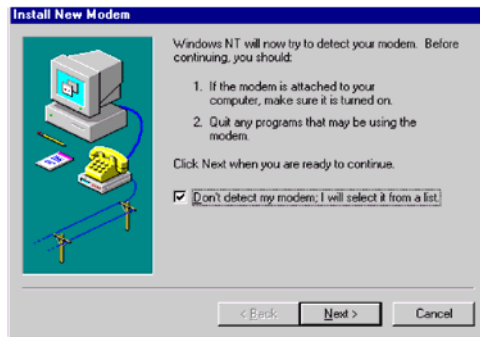 Install New Modem
Windows NT will now try to detect your modem. Before
continuing, you should:
1. If the modem is attached to your
computer, make sure it is turned on.
2. Quit any programs that may be using the
modem.
Click Next when you are ready to continue.
Don't detect my modem; I will select it from a list.
< Back
Next >
Cancel